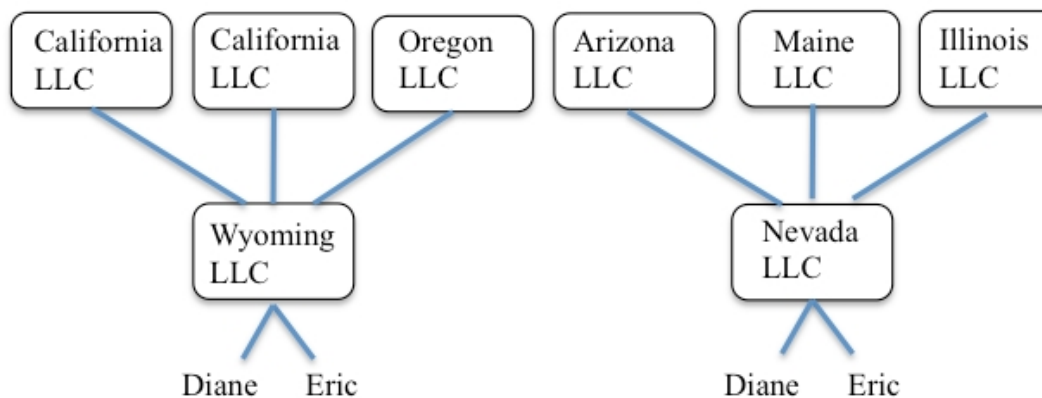 California
LLC
California
LLC
Oregon
LLC
Arizona
LLC
Maine
LLC
Illinois
LLC
Wyoming
LLC
Nevada
LLC
Diane Eric
Diane Eric